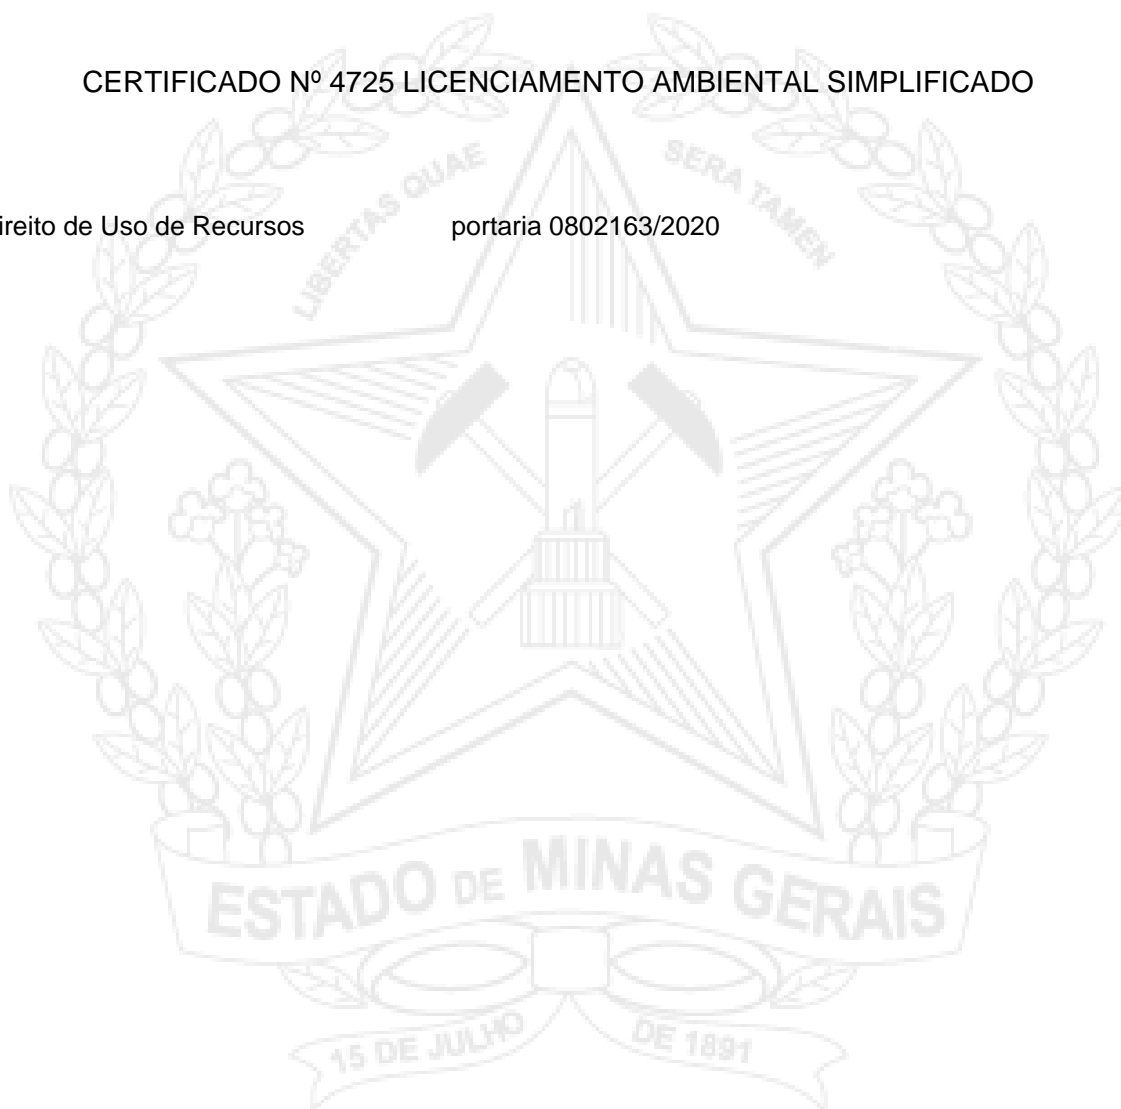 CERTIFICADO Nº 4725 LICENCIAMENTO AMBIENTAL SIMPLIFICADO
ireito de Uso de Recursos portaria 0802163/2020
LIBERTAS QUAE SERA TAMEN
ESTADO DE MINAS GERAIS
15 DE JULHO DE 1891